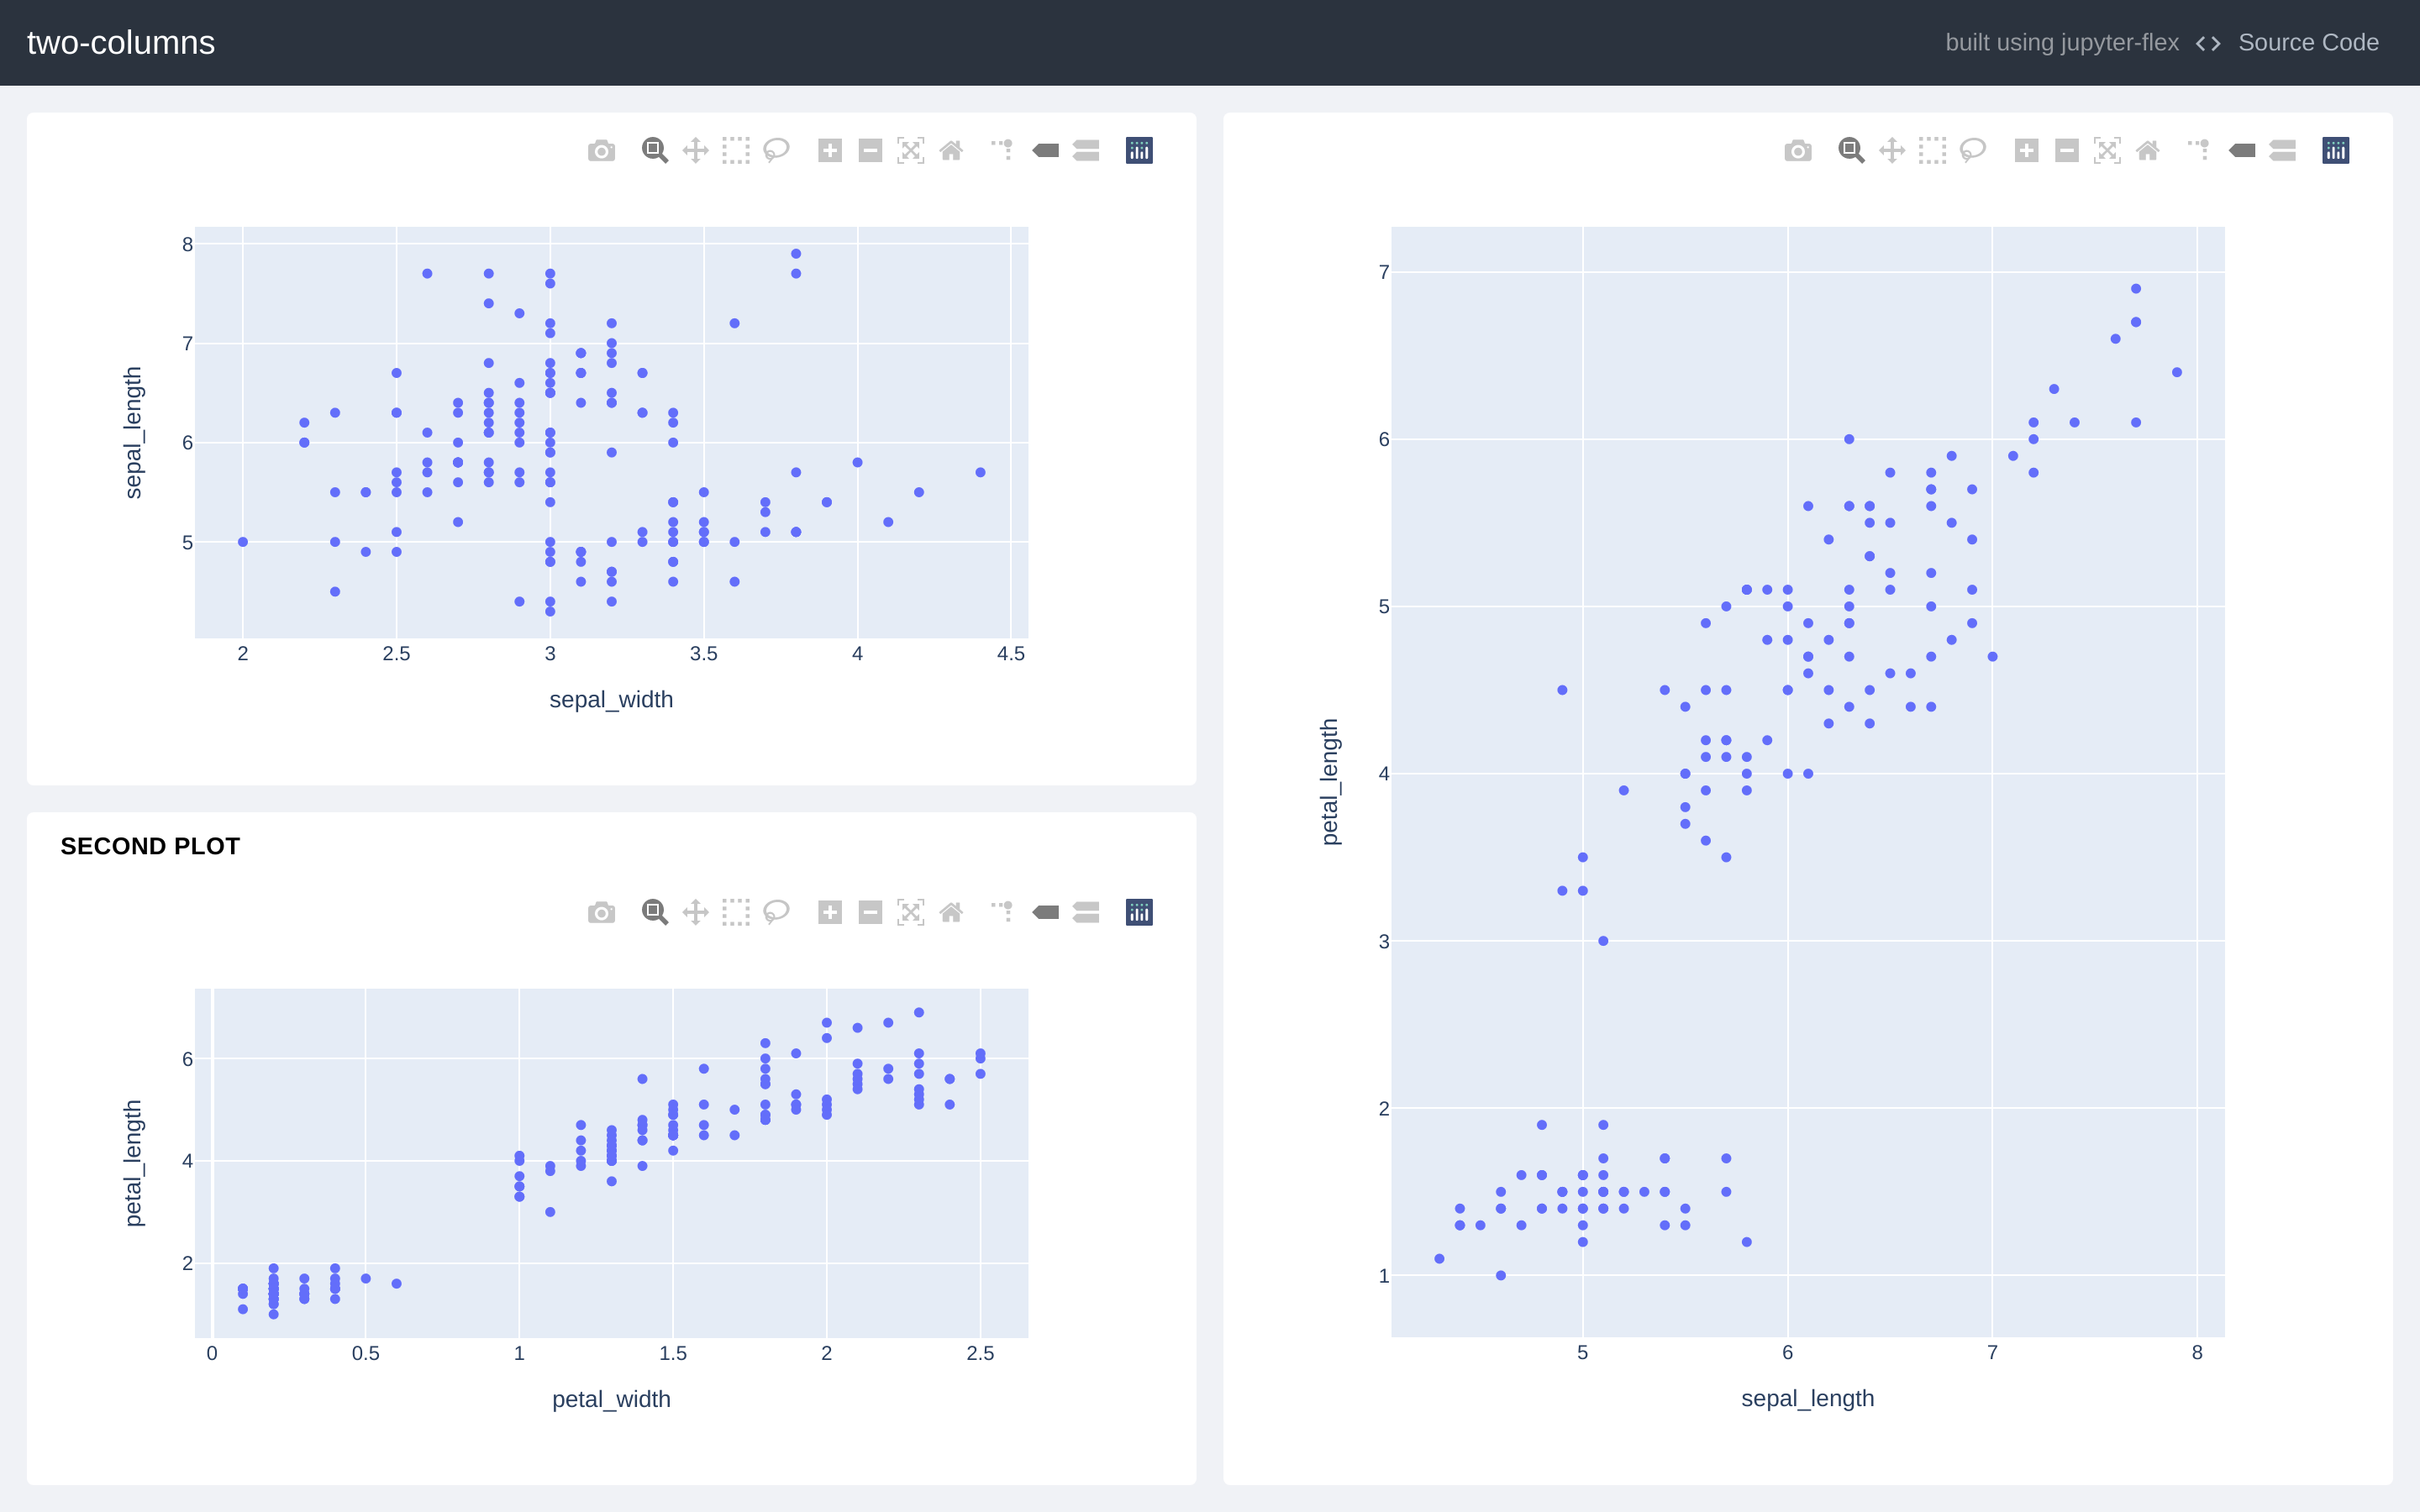 two-columns
built using jupyter-flex Source Code
8
7
6
5
sepal_length
2 2.5 3 3.5 4 4.5
sepal_width
SECOND PLOT
6
4
2
petal_length
0 0.5 1 1.5 2 2.5
petal_width
7
6
5
4
3
2
1
petal_length
5 6 7 8
sepal_length